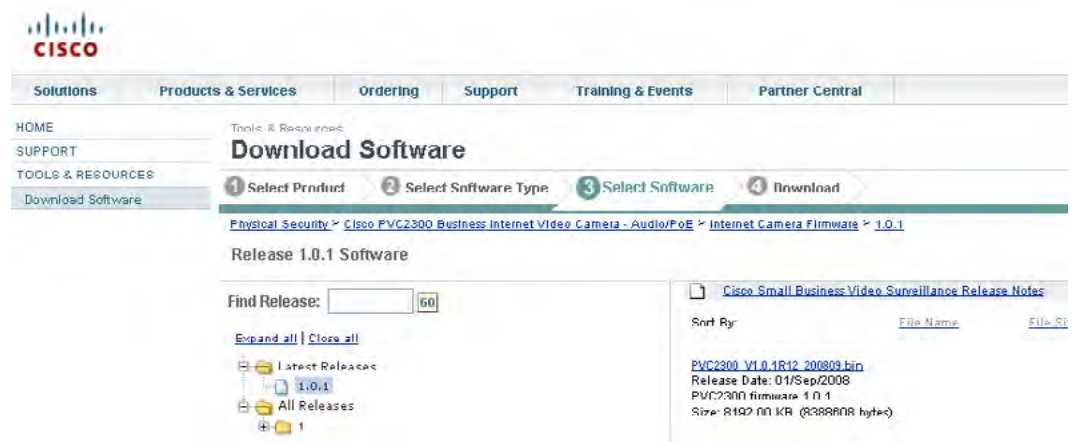 CISCO
Solutions Products & Services Ordering Support Training & Events Partner Central
HOME
SUPPORT
TOOLS & RESOURCES
Download Software
Tools & Resources
Download Software
1 Select Product 2 Select Software Type 3 Select Software 4 Download
Physical Security > Cisco PVC2300 Business Internet Video Camera - Audio/PoE > Internet Camera Firmware > 1.0.1
Release 1.0.1 Software
Find Release: GO
Expand all | Close all
Latest Releases
1.0.1
All Releases
1
Cisco Small Business Video Surveillance Release Notes
Sort By: File Name File Si
PVC2300_V1.0.1R12_200809.bin
Release Date: 01/Sep/2008
PVC2300 firmware 1.0.1
Size: 8192.00 KB (8388608 bytes)